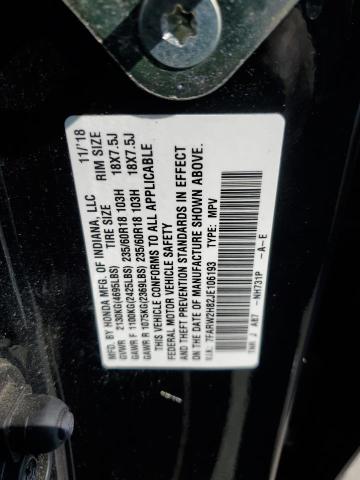 MFD. BY HONDA MFG. OF INDIANA, LLC 11/'18
TIRE SIZE RIM SIZE
GVWR 2130KG(4695LBS)
GAWR F 1100KG(2425LBS) 235/60R18 103H 18X7.5J
GAWR R 1075KG(2369LBS) 235/60R18 103H 18X7.5J
THIS VEHICLE CONFORMS TO ALL APPLICABLE
FEDERAL MOTOR VEHICLE SAFETY
AND THEFT PREVENTION STANDARDS IN EFFECT
ON THE DATE OF MANUFACTURE SHOWN ABOVE.
V.I.N. 7FARW2H82JE106193 TYPE: MPV
J A87 -NH731P -A-E